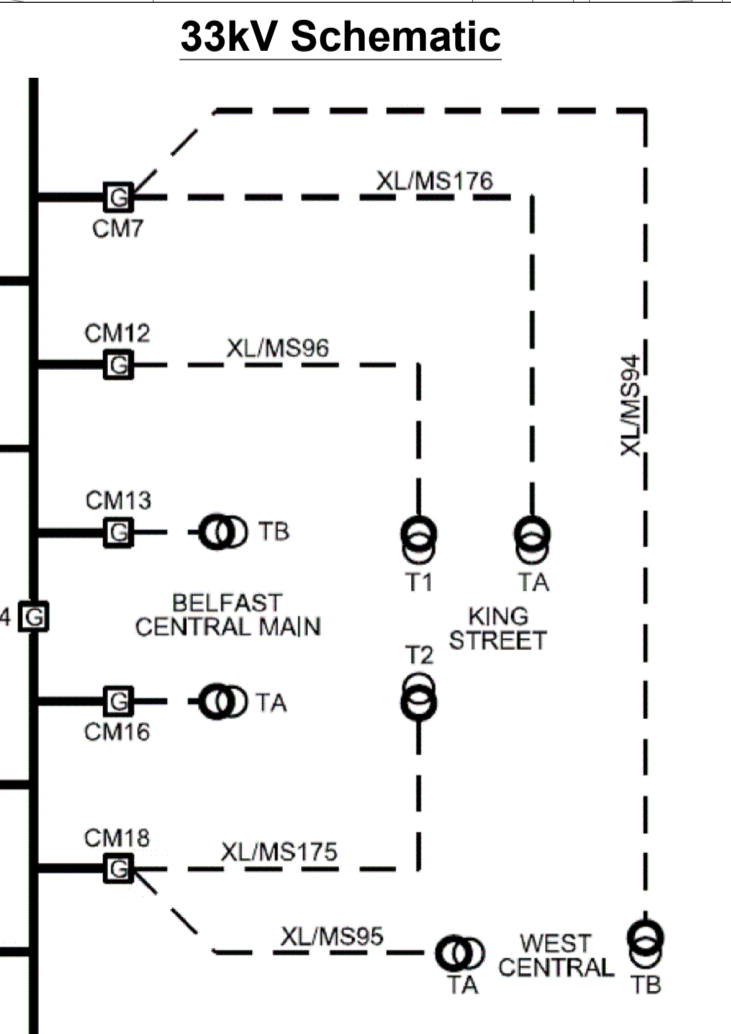 33kV Schematic
XL/MS176
G
CM7
CM12
XL/MS96
G
XL/MS94
CM13
G
TB
T1
TA
BELFAST
CENTRAL MAIN
KING
STREET
4
G
T2
G
TA
CM16
CM18
XL/MS175
G
XL/MS95
WEST
CENTRAL
TA
TB